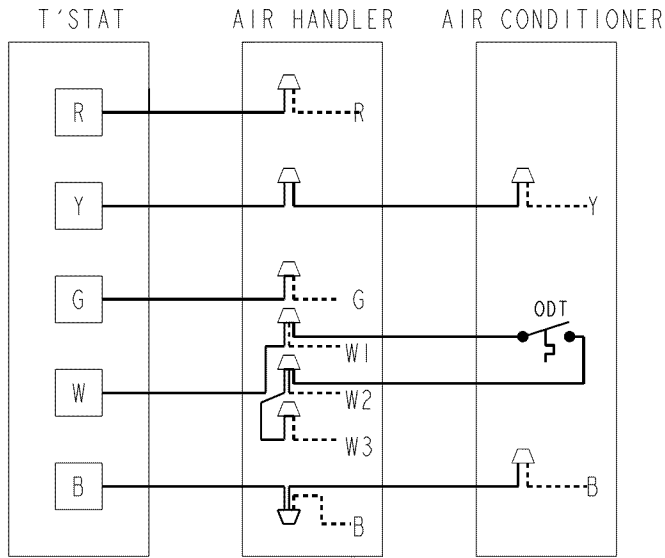 T'STAT AIR HANDLER AIR CONDITIONER
R R
Y Y
G G
ODT
W1
W W2
W3
B B
B